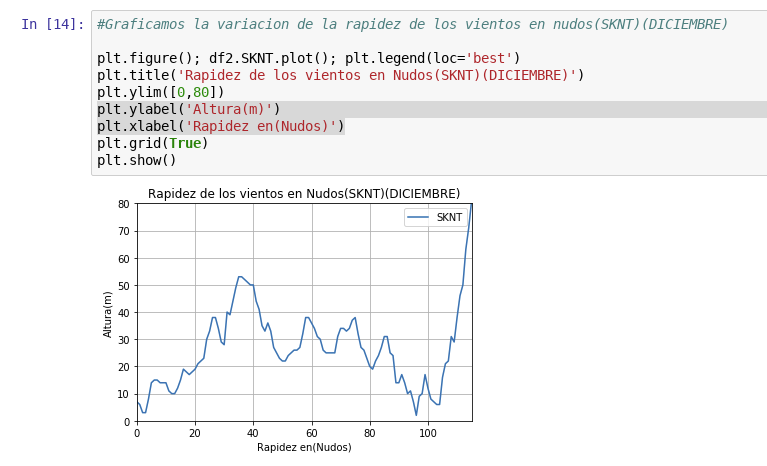 In [14]: #Graficamos la variacion de la rapidez de los vientos en nudos(SKNT)(DICIEMBRE)
plt.figure(); df2.SKNT.plot(); plt.legend(loc='best')
plt.title('Rapidez de los vientos en Nudos(SKNT)(DICIEMBRE)')
plt.ylim([0,80])
plt.ylabel('Altura(m)')
plt.xlabel('Rapidez en(Nudos)')
plt.grid(True)
plt.show()
Rapidez de los vientos en Nudos(SKNT)(DICIEMBRE)
SKNT
80
70
60
50
40
30
20
10
0
Altura(m)
0 20 40 60 80 100
Rapidez en(Nudos)